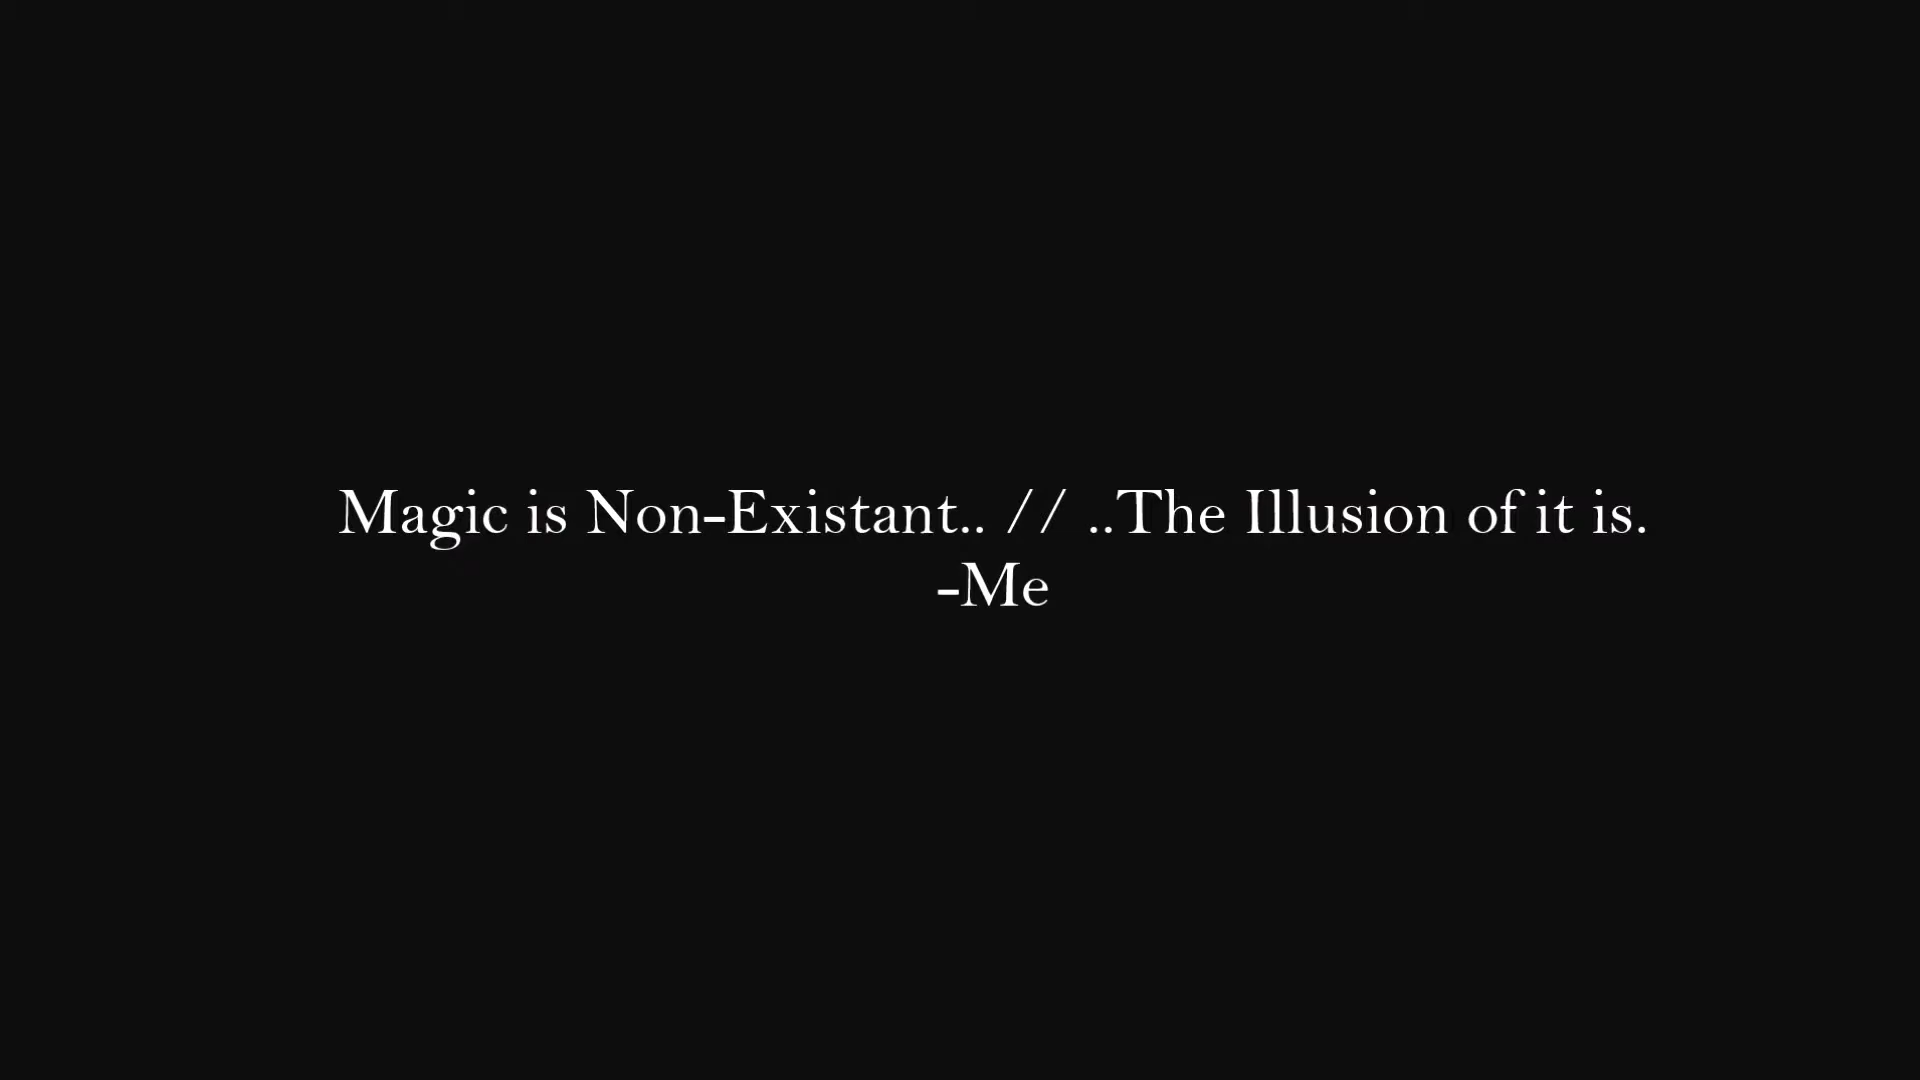 Magic is Non-Existant.. // ..The Illusion of it is.
-Me